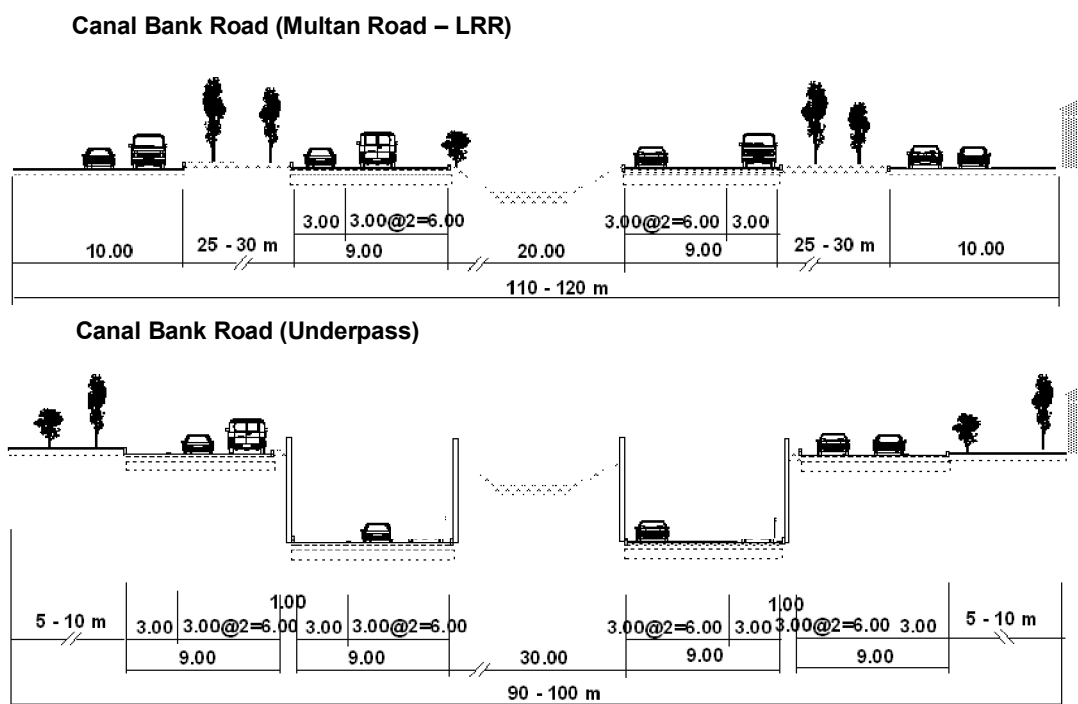 Canal Bank Road (Multan Road – LRR)
3.00 3.00@2=6.00 3.00@2=6.00 3.00
10.00 25 - 30 m 9.00 20.00 9.00 25 - 30 m 10.00
110 - 120 m
Canal Bank Road (Underpass)
1.00 1.00
5 - 10 m 3.00 3.00@2=6.00 3.00 3.00@2=6.00 3.00@2=6.00 3.00 3.00@2=6.00 3.00 5 - 10 m
9.00 9.00 30.00 9.00 9.00
90 - 100 m